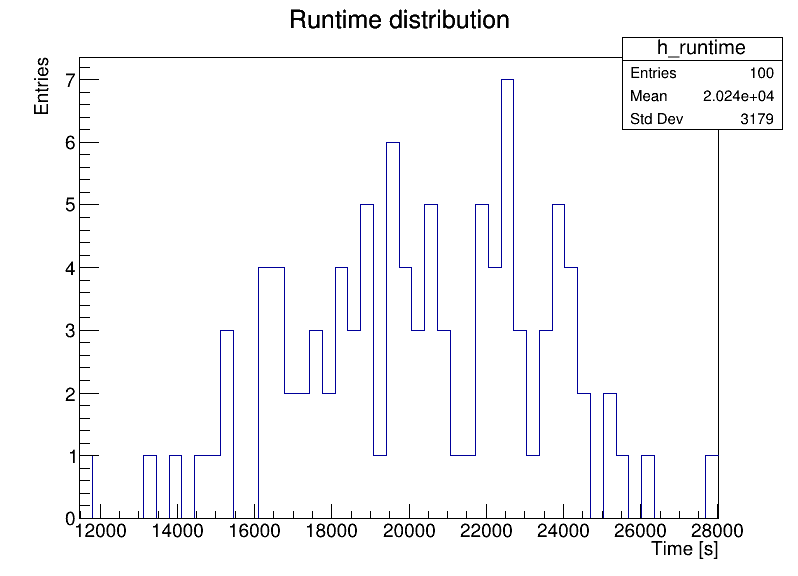 Runtime distribution
h_runtime
Entries 100
Mean 2.024e+04
Std Dev 3179
Entries
7
6
5
4
3
2
1
0
12000 14000 16000 18000 20000 22000 24000 26000 28000
Time [s]